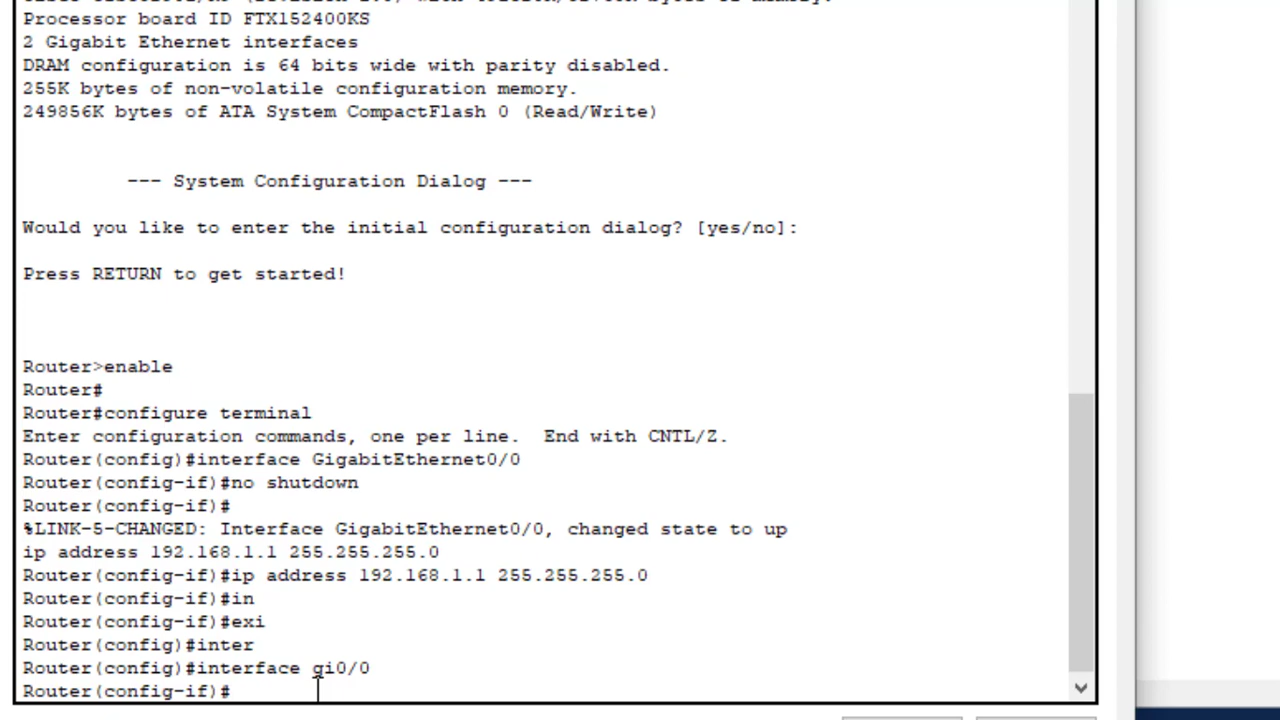 Processor board ID FTX152400KS
2 Gigabit Ethernet interfaces
DRAM configuration is 64 bits wide with parity disabled.
255K bytes of non-volatile configuration memory.
249856K bytes of ATA System CompactFlash 0 (Read/Write)
--- System Configuration Dialog ---
Would you like to enter the initial configuration dialog? [yes/no]:
Press RETURN to get started!
Router>enable
Router#
Router#configure terminal
Enter configuration commands, one per line.  End with CNTL/Z.
Router(config)#interface GigabitEthernet0/0
Router(config-if)#no shutdown
Router(config-if)#
%LINK-5-CHANGED: Interface GigabitEthernet0/0, changed state to up
ip address 192.168.1.1 255.255.255.0
Router(config-if)#ip address 192.168.1.1 255.255.255.0
Router(config-if)#in
Router(config-if)#exi
Router(config)#inter
Router(config)#interface gi0/0
Router(config-if)#